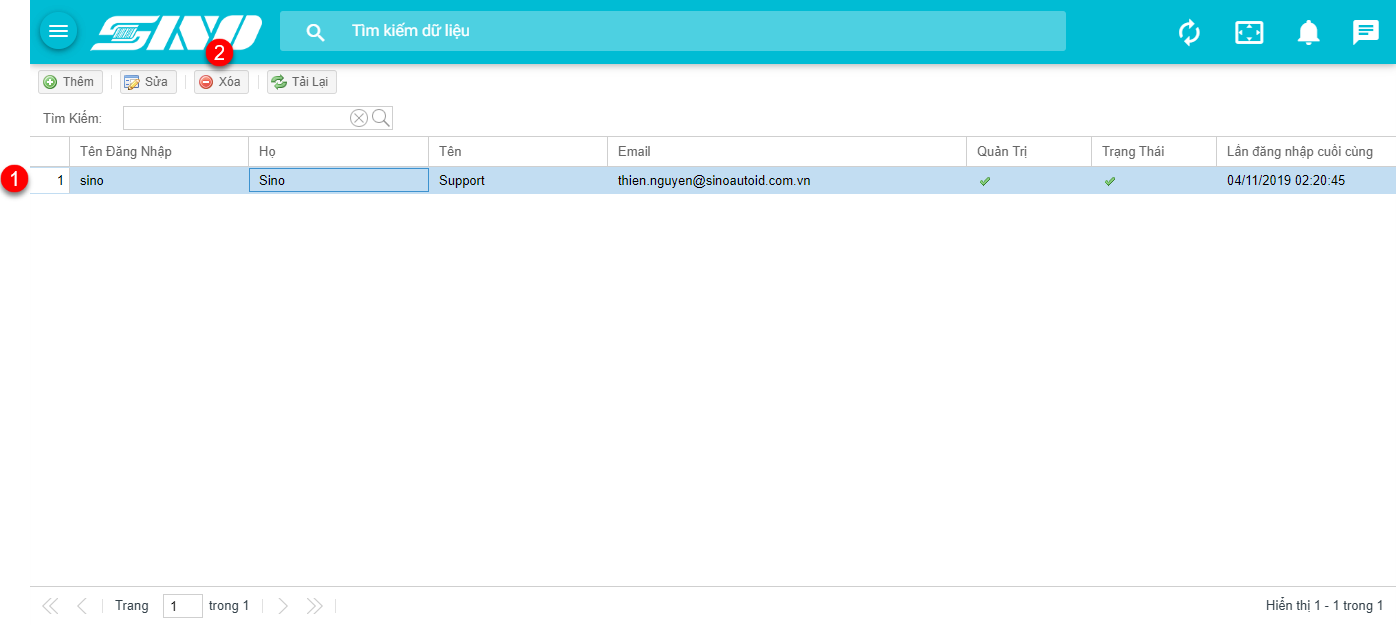 SINO
Tìm kiếm dữ liệu
2
Thêm Sửa Xóa Tải Lại
Tìm Kiếm:
Tên Đăng Nhập Họ Tên Email Quản Trị Trạng Thái Lần đăng nhập cuối cùng
1 1 sino Sino Support thien.nguyen@sinoautoid.com.vn 04/11/2019 02:20:45
Trang 1 trong 1 Hiển thị 1 - 1 trong 1